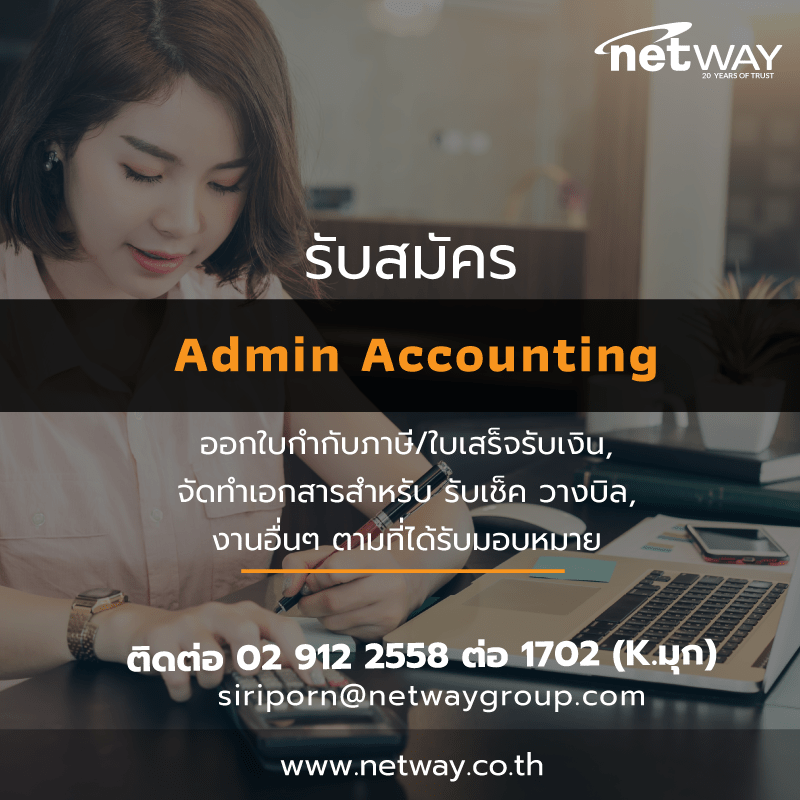 netWAY
20 YEARS OF TRUST
รับสมัคร
Admin Accounting
ออกใบกำกับภาษี/ใบเสร็จรับเงิน,
จัดทำเอกสารสำหรับ รับเช็ค วางบิล,
งานอื่นๆ ตามที่ได้รับมอบหมาย
ติดต่อ 02 912 2558 ต่อ 1702 (K.มุก)
siriporn@netwaygroup.com
www.netway.co.th